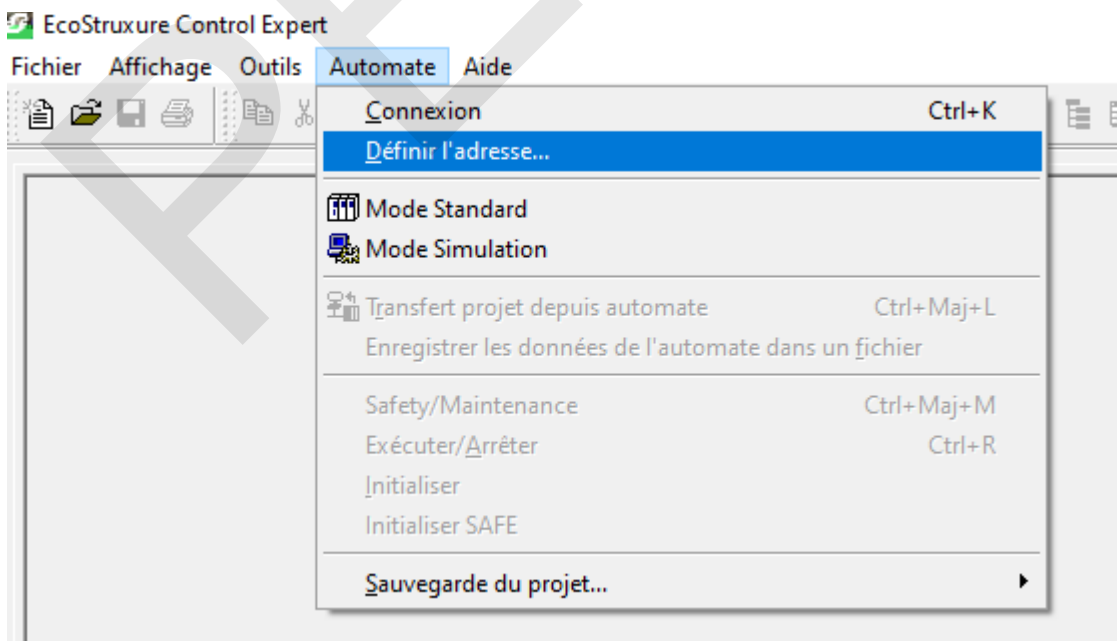 EcoStruxure Control Expert
Fichier Affichage Outils Automate Aide
Connexion Ctrl+K
Définir l'adresse...
Mode Standard
Mode Simulation
Transfert projet depuis automate Ctrl+Maj+L
Enregistrer les données de l'automate dans un fichier
Safety/Maintenance Ctrl+Maj+M
Exécuter/Arrêter Ctrl+R
Initialiser
Initialiser SAFE
Sauvegarde du projet...